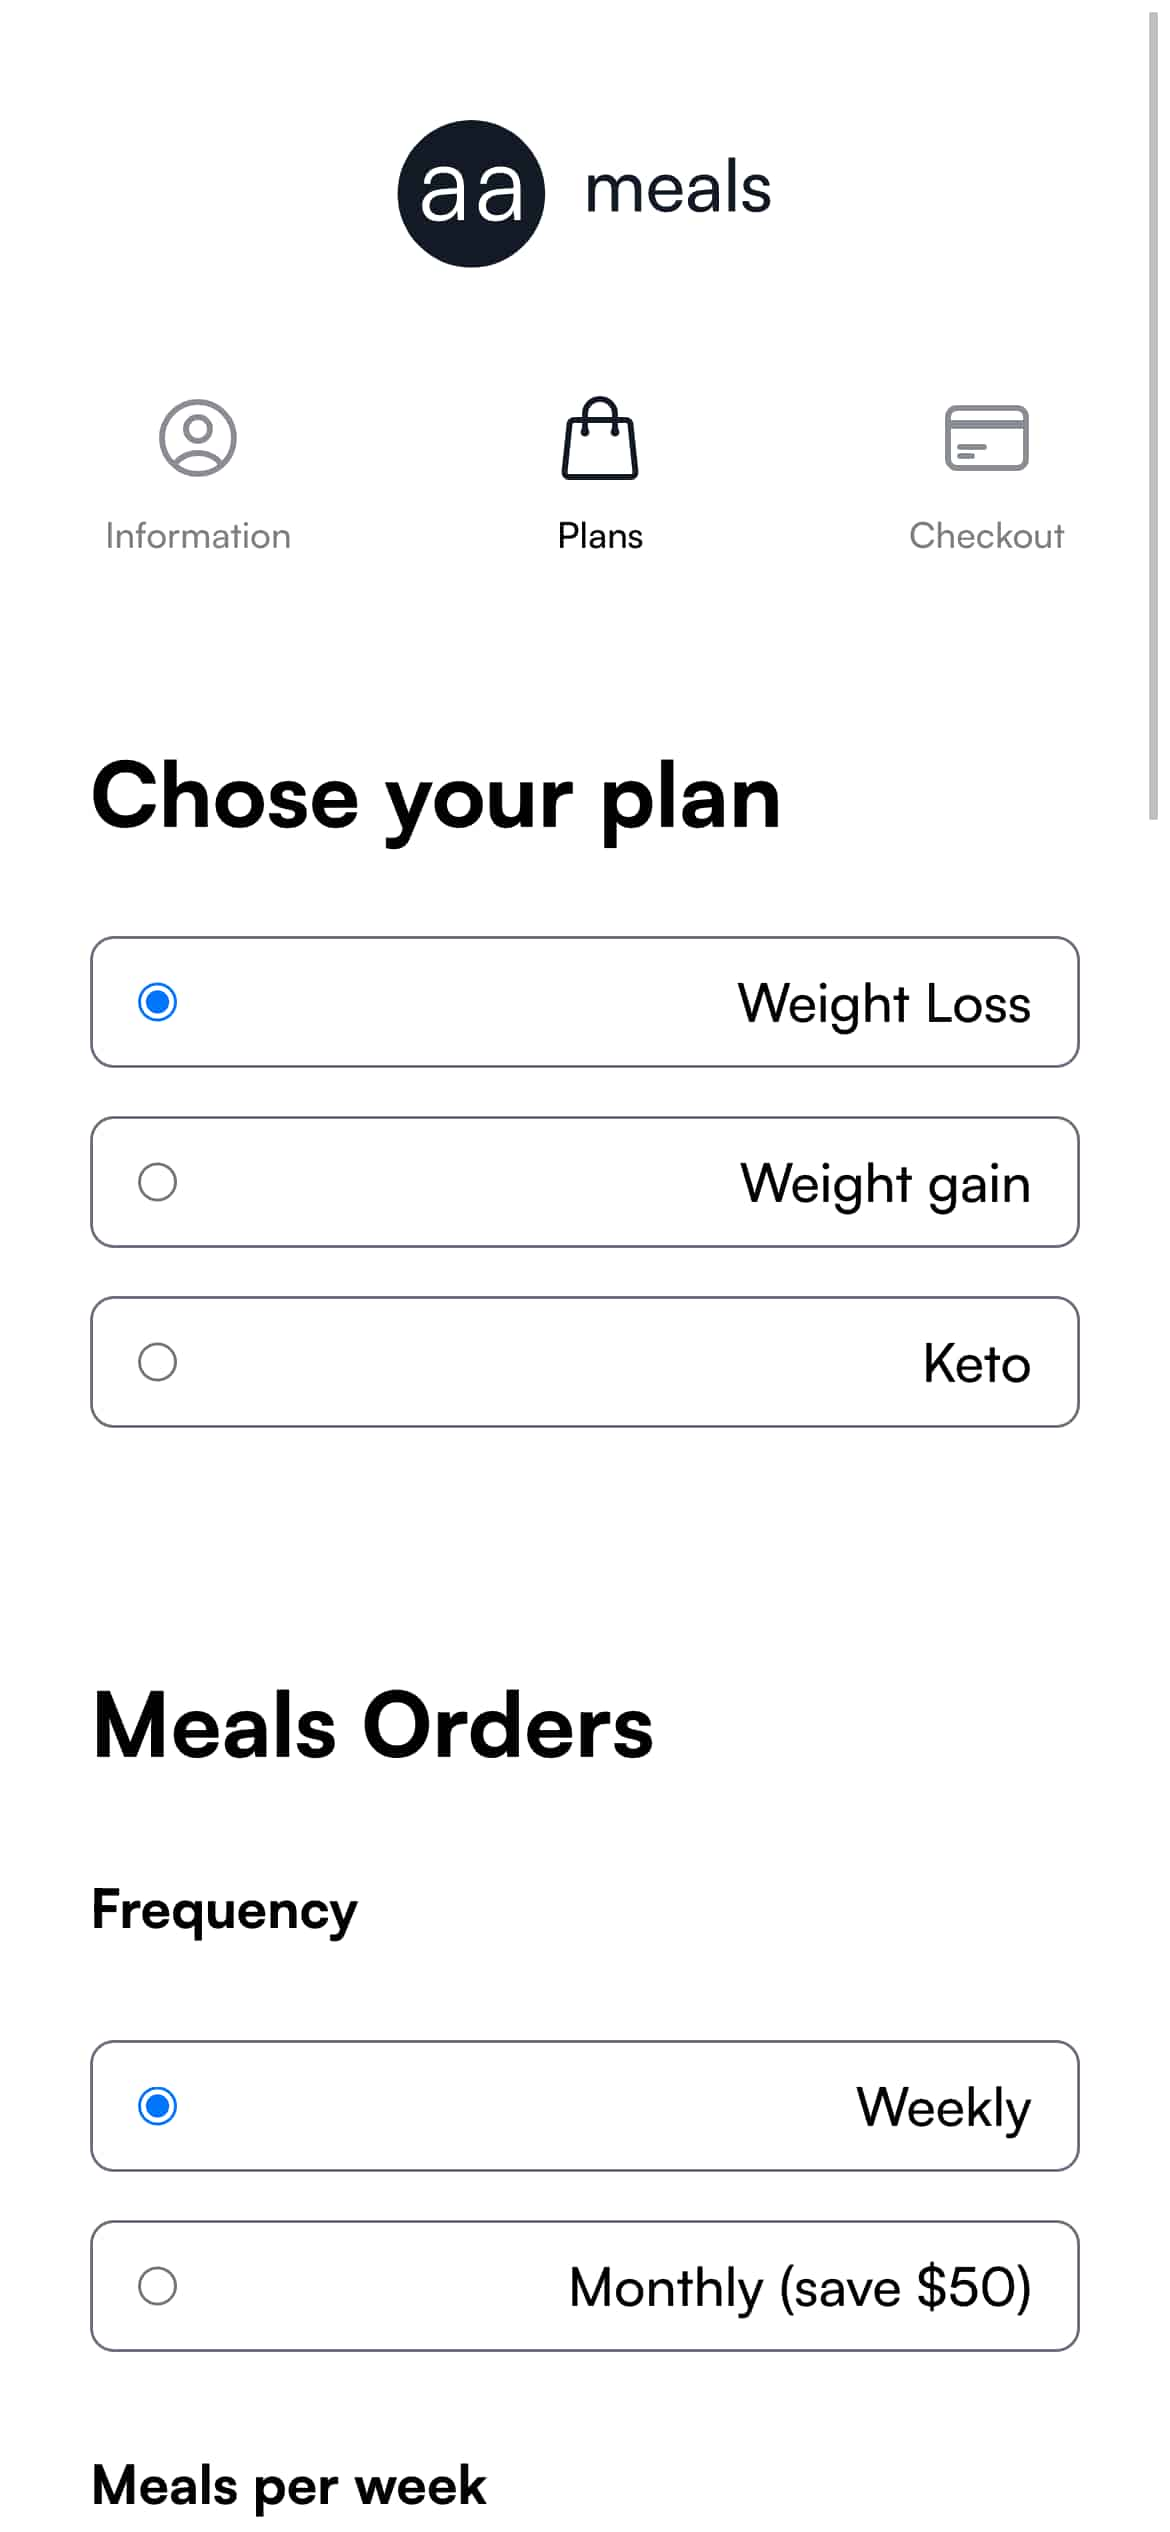 aa meals
Information Plans Checkout
Chose your plan
Weight Loss
Weight gain
Keto
Meals Orders
Frequency
Weekly
Monthly (save $50)
Meals per week